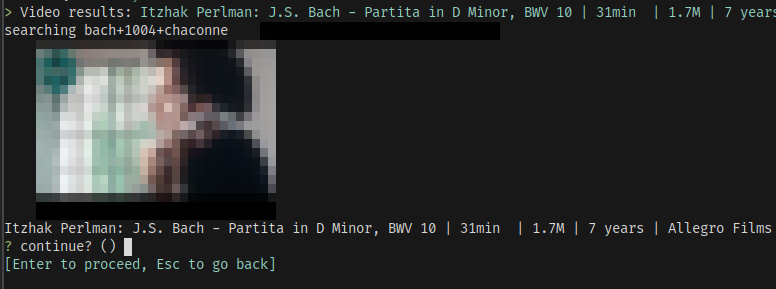 > Video results: Itzhak Perlman: J.S. Bach - Partita in D Minor, BWV 10 | 31min  | 1.7M | 7 years
searching bach+1004+chaconne
Itzhak Perlman: J.S. Bach - Partita in D Minor, BWV 10 | 31min  | 1.7M | 7 years | Allegro Films
? continue? ()
[Enter to proceed, Esc to go back]